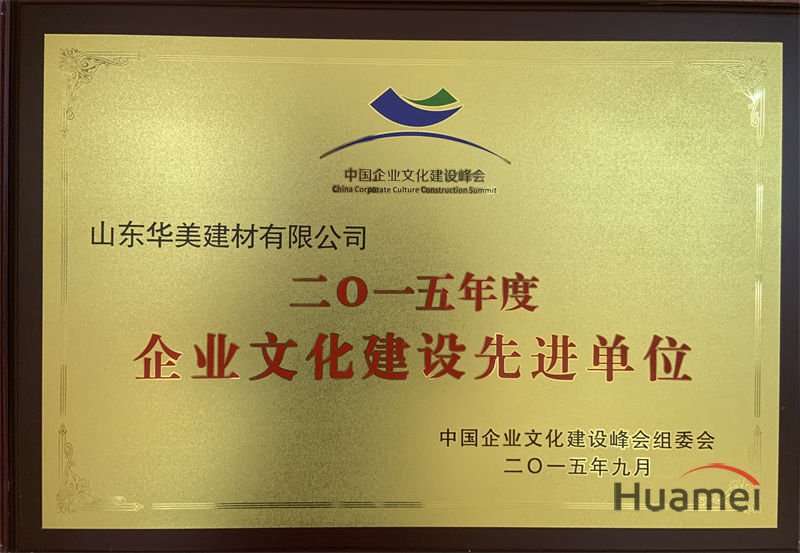 中国企业文化建设峰会
China Corporate Culture Construction Summit
山东华美建材有限公司
二〇一五年度
企业文化建设先进单位
中国企业文化建设峰会组委会
二〇一五年九月
Huamei